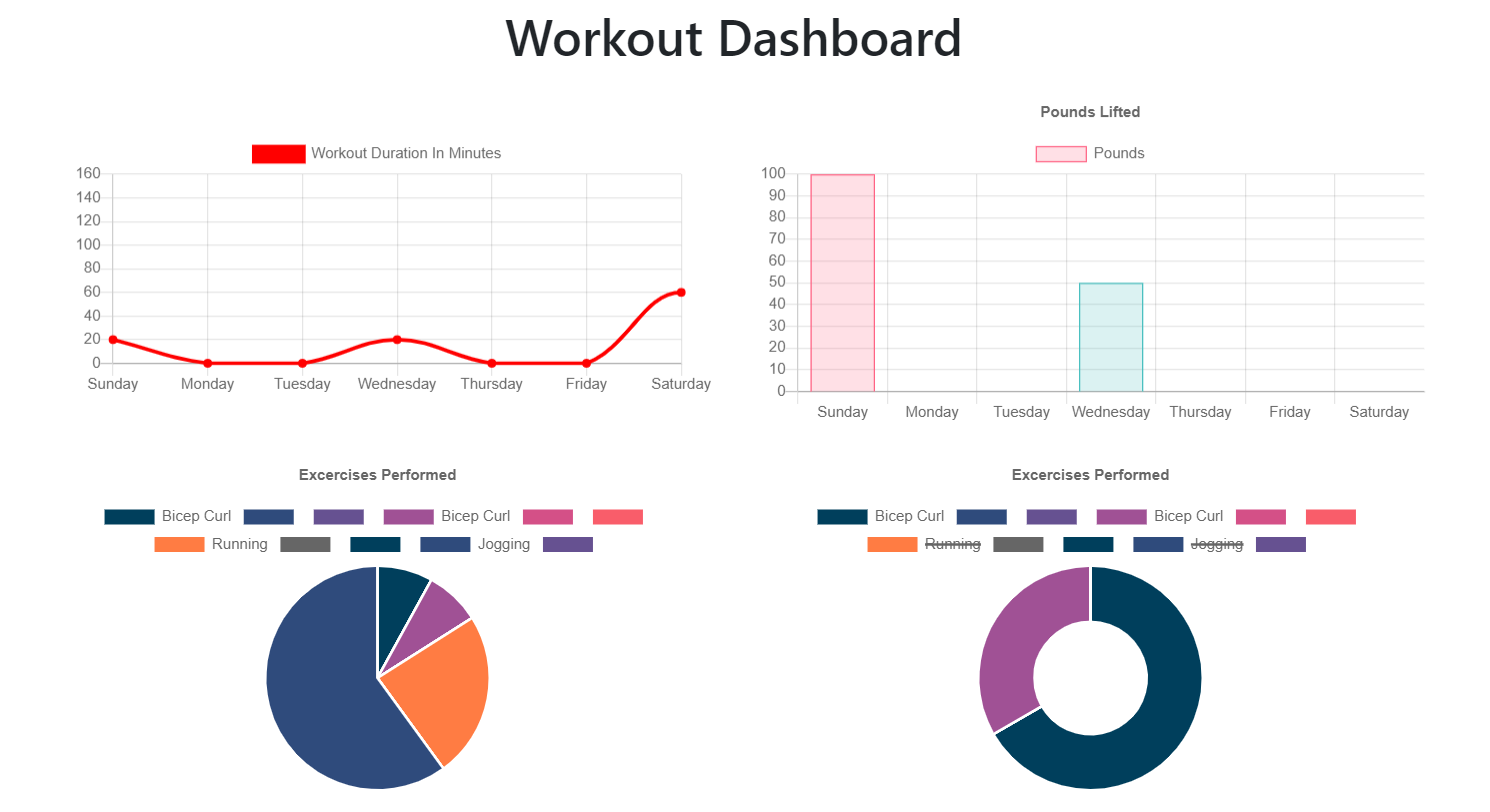 Workout Dashboard
Workout Duration In Minutes
160
140
120
100
80
60
40
20
0
Sunday Monday Tuesday Wednesday Thursday Friday Saturday
Pounds Lifted
Pounds
100
90
80
70
60
50
40
30
20
10
0
Sunday Monday Tuesday Wednesday Thursday Friday Saturday
Excercises Performed
Bicep Curl Bicep Curl
Running Jogging
Excercises Performed
Bicep Curl Bicep Curl
Running Jogging